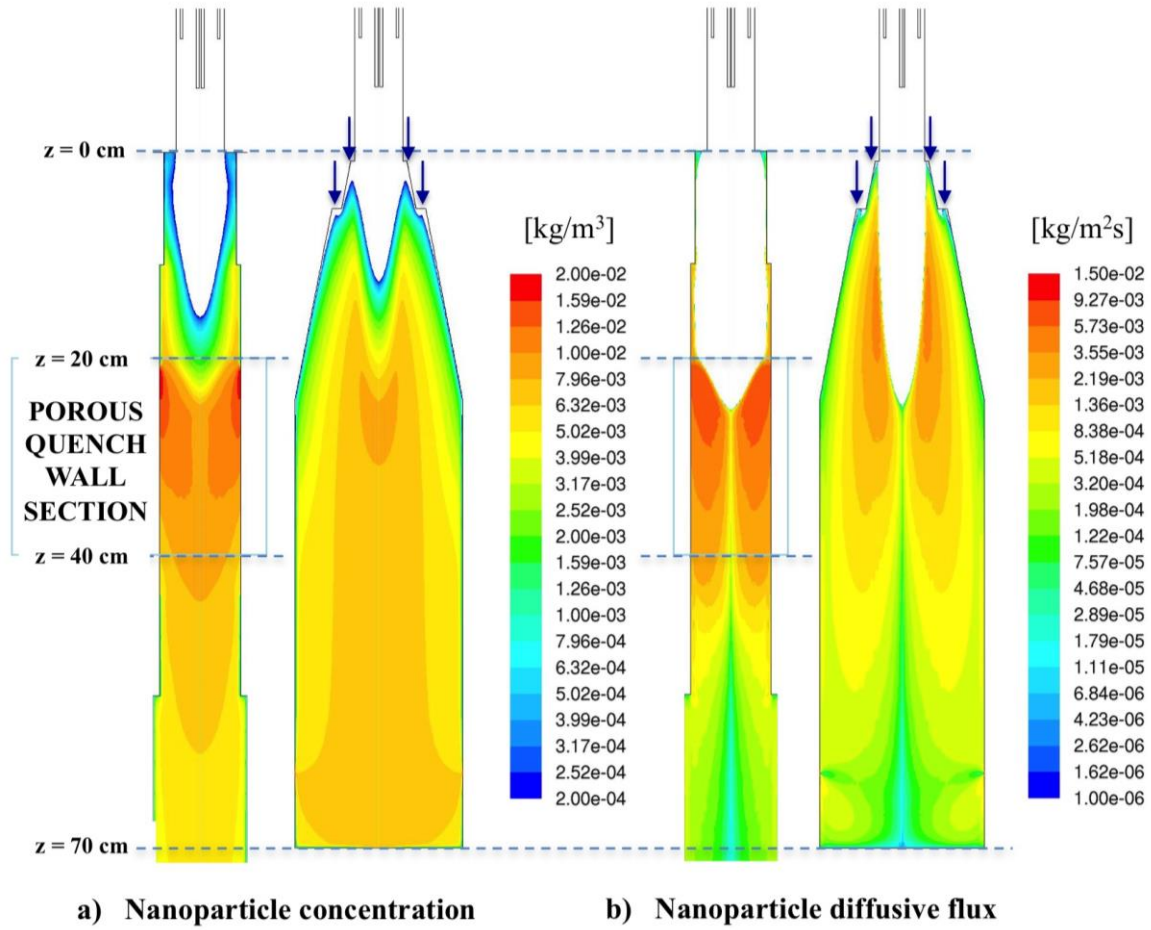 z = 0 cm
z = 20 cm
POROUS
QUENCH
WALL
SECTION
z = 40 cm
z = 70 cm
[kg/m³]
2.00e-02
1.59e-02
1.26e-02
1.00e-02
7.96e-03
6.32e-03
5.02e-03
3.99e-03
3.17e-03
2.52e-03
2.00e-03
1.59e-03
1.26e-03
1.00e-03
7.96e-04
6.32e-04
5.02e-04
3.99e-04
3.17e-04
2.52e-04
2.00e-04
[kg/m²s]
1.50e-02
9.27e-03
5.73e-03
3.55e-03
2.19e-03
1.36e-03
8.38e-04
5.18e-04
3.20e-04
1.98e-04
1.22e-04
7.57e-05
4.68e-05
2.89e-05
1.79e-05
1.11e-05
6.84e-06
4.23e-06
2.62e-06
1.62e-06
1.00e-06
a) Nanoparticle concentration
b) Nanoparticle diffusive flux